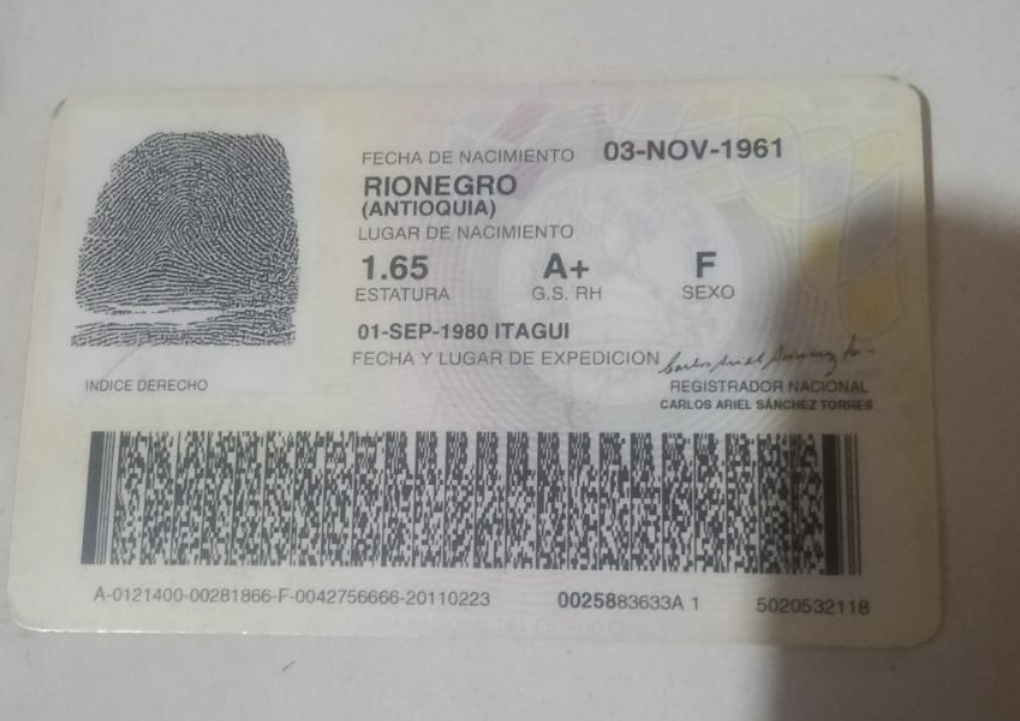 FECHA DE NACIMIENTO 03-NOV-1961
RIONEGRO
(ANTIOQUIA)
LUGAR DE NACIMIENTO
1.65 A+ F
ESTATURA G.S. RH SEXO
01-SEP-1980 ITAGUI
FECHA Y LUGAR DE EXPEDICION
INDICE DERECHO
REGISTRADOR NACIONAL
CARLOS ARIEL SÁNCHEZ TORRES
A-0121400-00281866-F-0042756666-20110223 0025883633A 1 5020532118